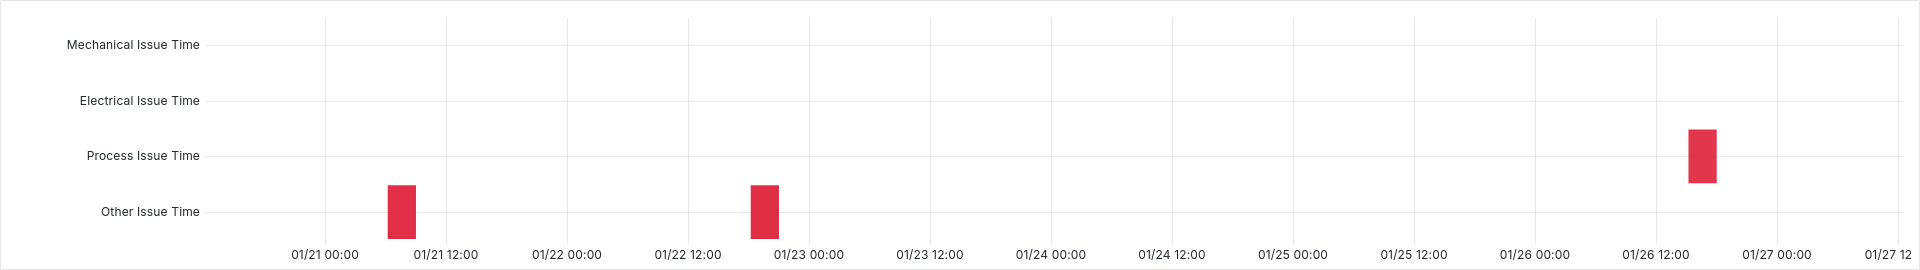 Mechanical Issue Time
Electrical Issue Time
Process Issue Time
Other Issue Time
01/21 00:00 01/21 12:00 01/22 00:00 01/22 12:00 01/23 00:00 01/23 12:00 01/24 00:00 01/24 12:00 01/25 00:00 01/25 12:00 01/26 00:00 01/26 12:00 01/27 00:00 01/27 12